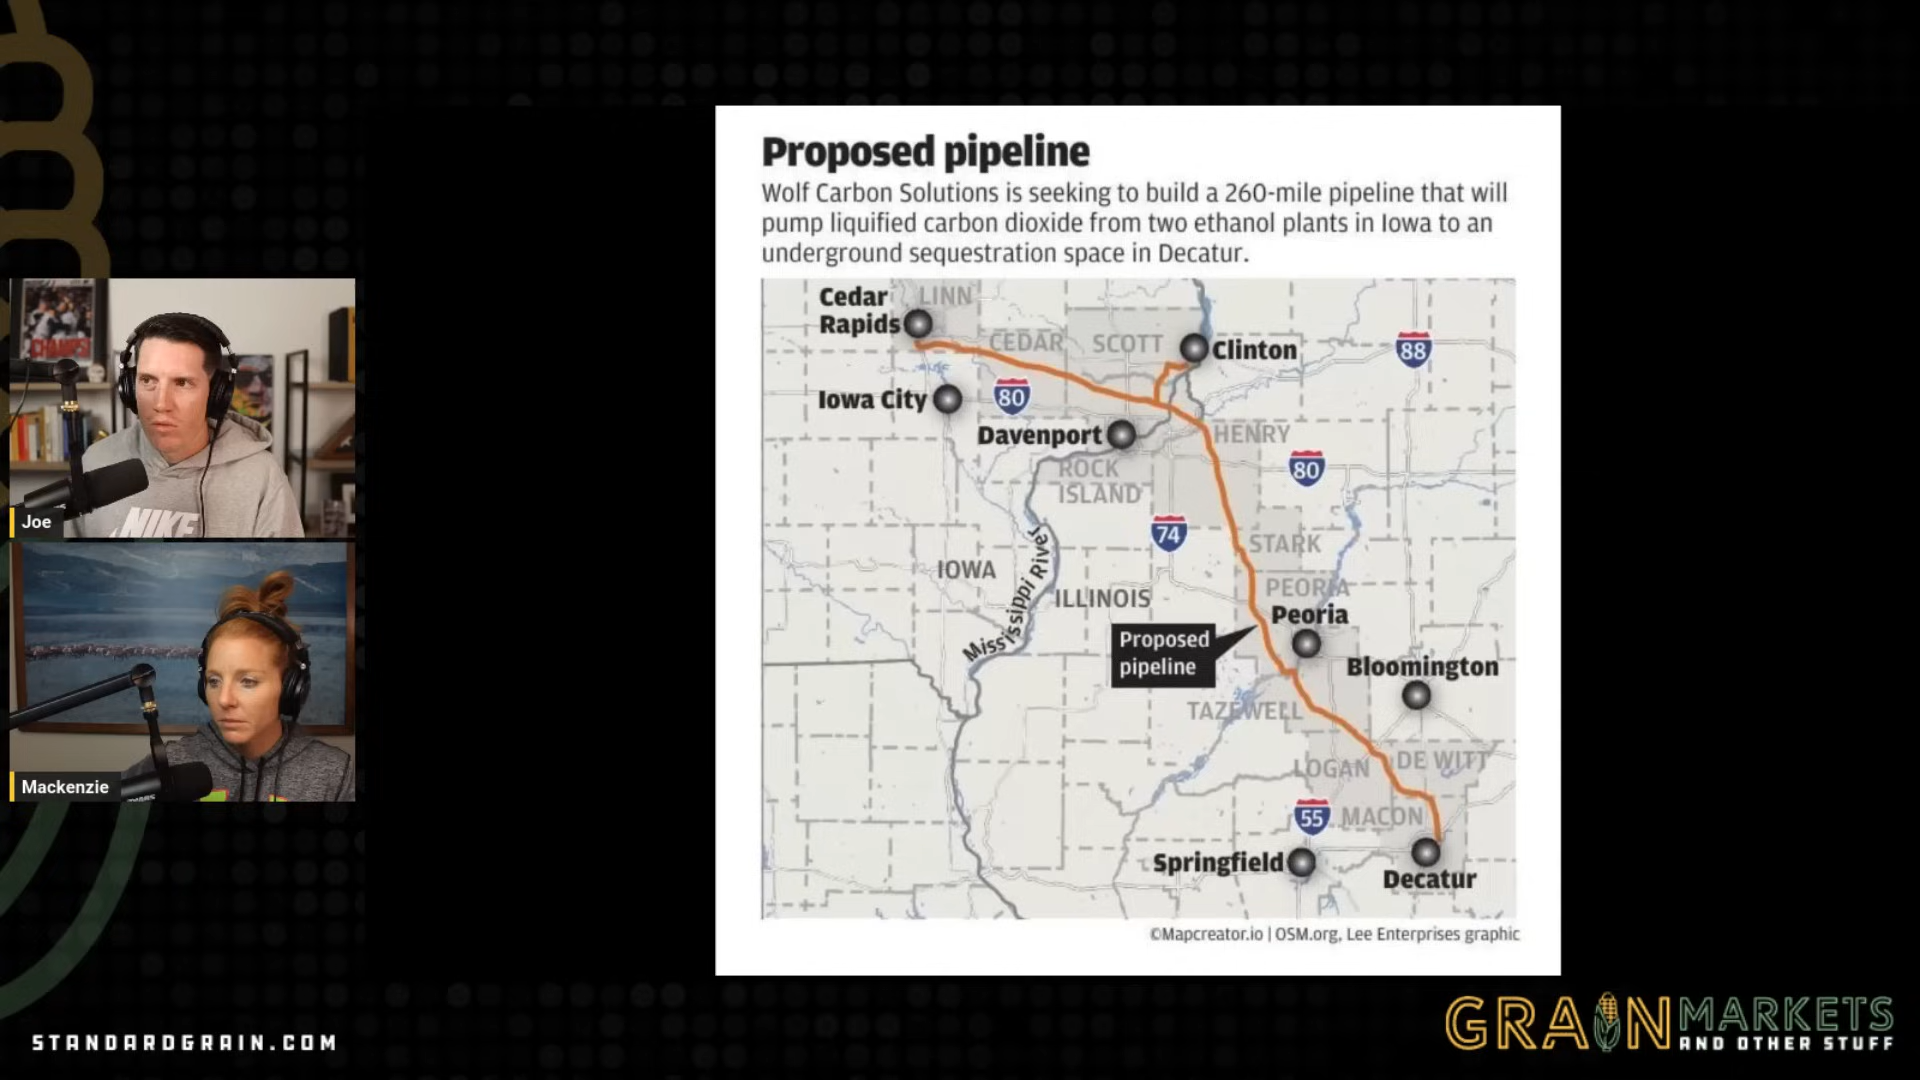 Proposed pipeline
Wolf Carbon Solutions is seeking to build a 260-mile pipeline that will
pump liquified carbon dioxide from two ethanol plants in Iowa to an
underground sequestration space in Decatur.
Cedar
Rapids
LINN
CEDAR
SCOTT
Clinton
88
Iowa City
80
Davenport
HENRY
ROCK
ISLAND
80
74
STARK
IOWA
Mississippi River
ILLINOIS
PEORIA
Peoria
Proposed
pipeline
Bloomington
TAZEWELL
LOGAN
DE WITT
55
MACON
Springfield
Decatur
©Mapcreator.io | OSM.org, Lee Enterprises graphic
CHAMPS
NIKE
Joe
Mackenzie
STANDARDGRAIN.COM
GRAIN MARKETS
AND OTHER STUFF